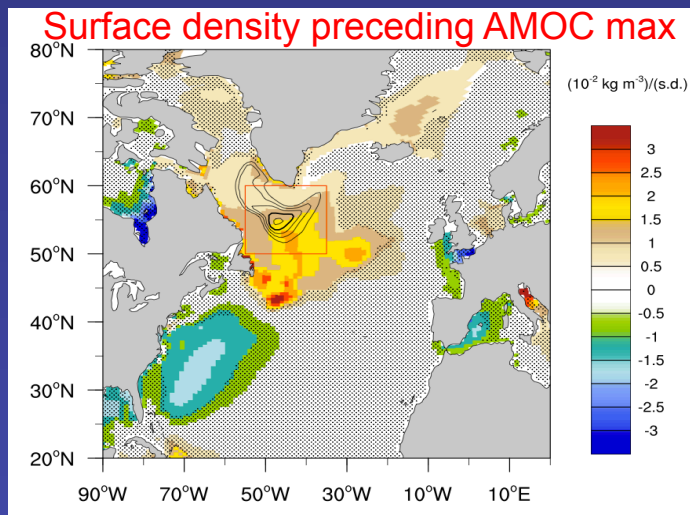 Surface density preceding AMOC max
(10⁻² kg m⁻³)/(s.d.)
80°N
70°N
60°N
50°N
40°N
30°N
20°N
90°W 70°W 50°W 30°W 10°W 10°E
3
2.5
2
1.5
1
0.5
0
-0.5
-1
-1.5
-2
-2.5
-3